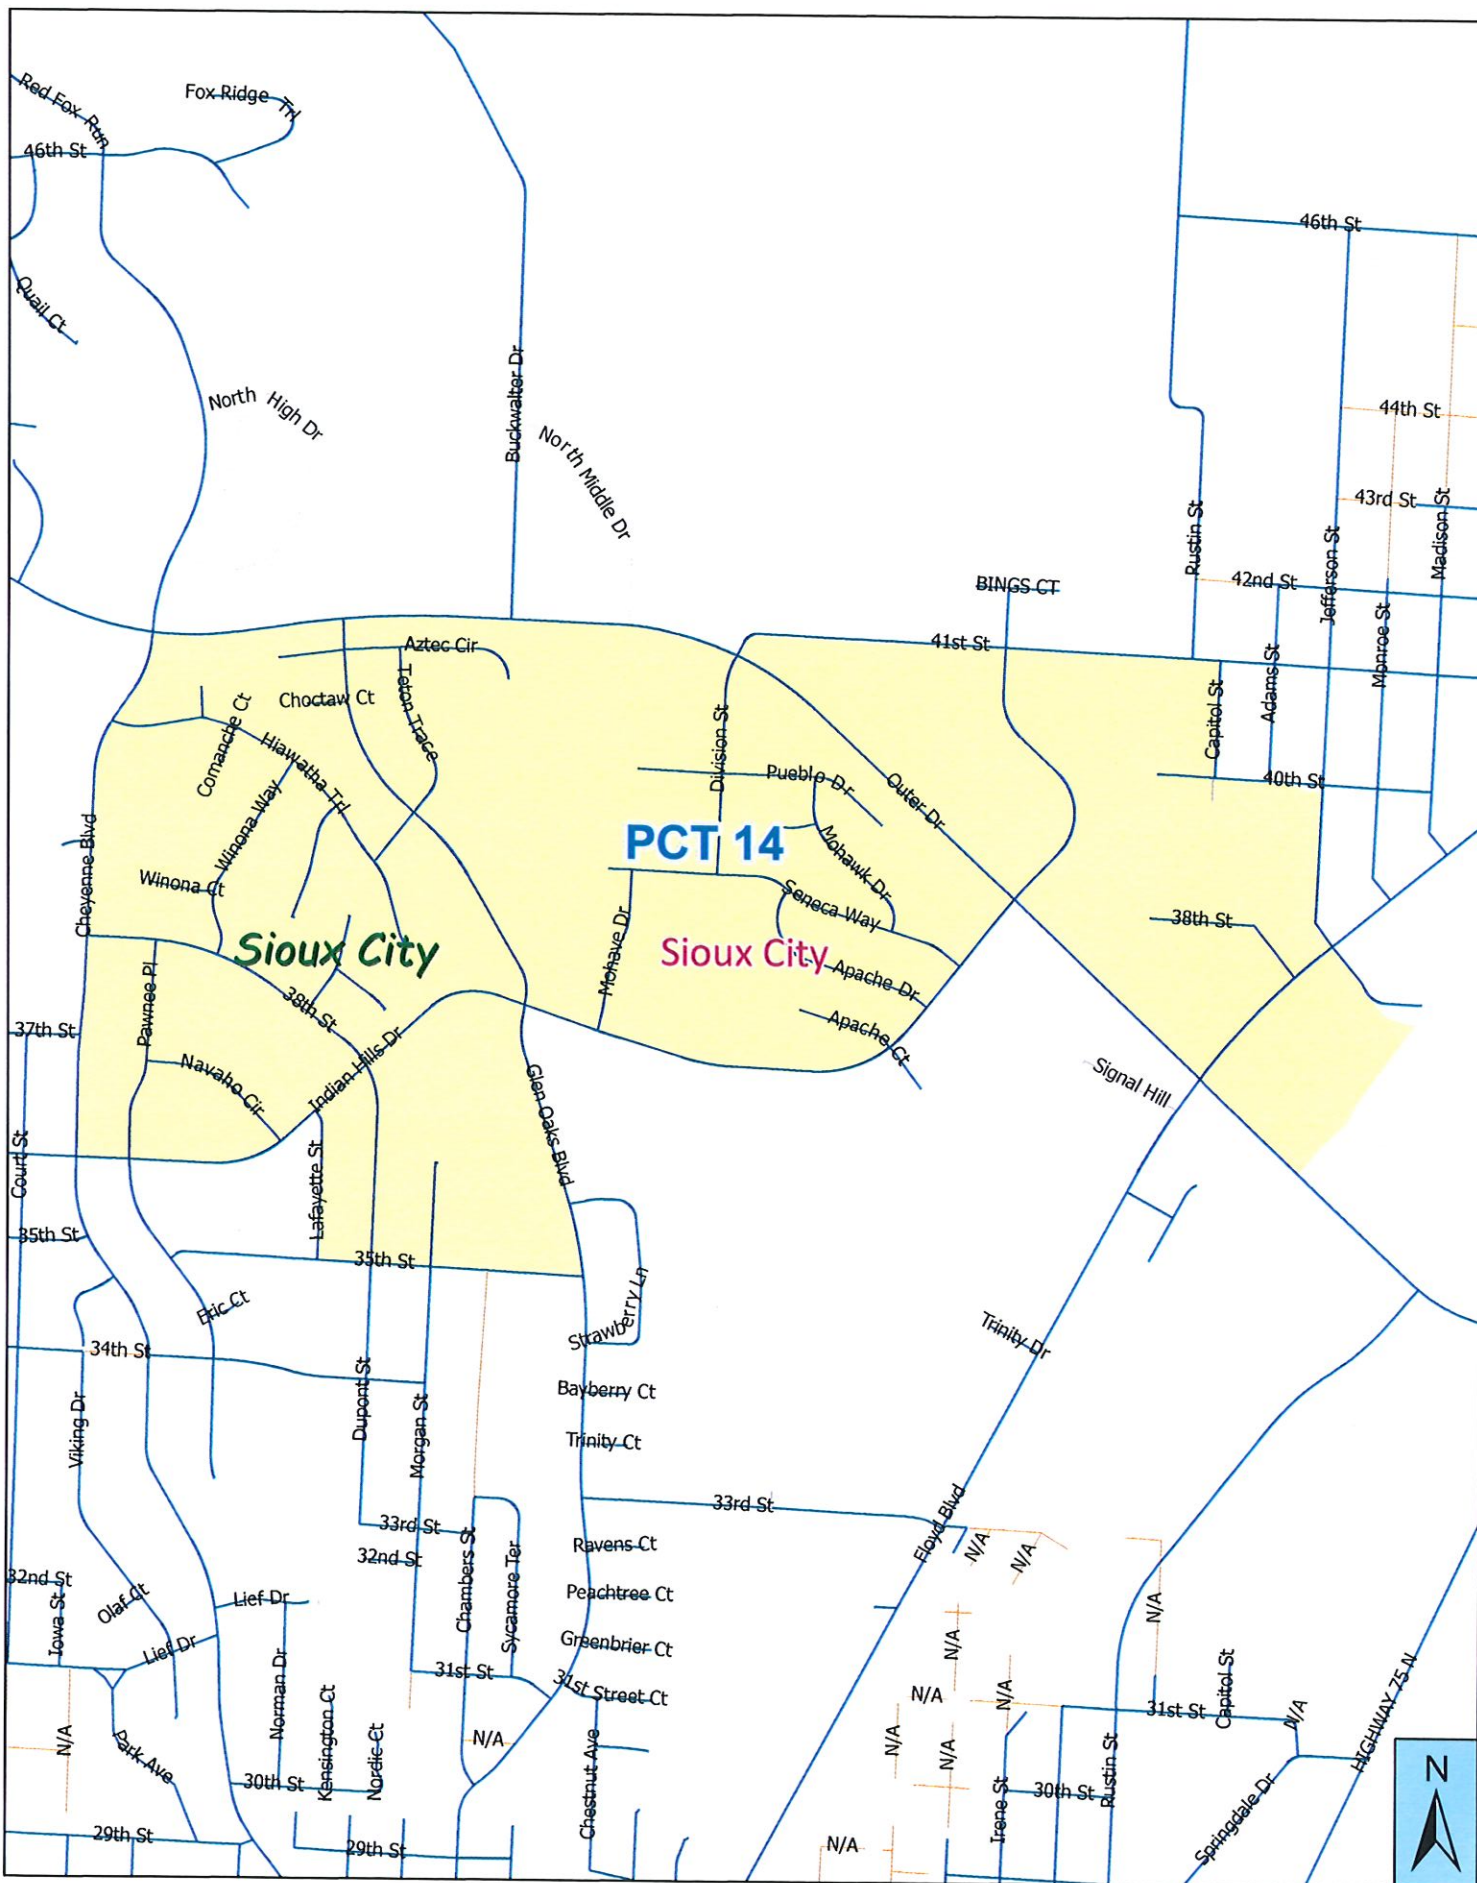 Red Fox Run
Fox Ridge Trl
46th St
46th St
Quail Ct
North High Dr
Buckwalter Dr
North Middle Dr
44th St
43rd St
Madison St
Rustin St
Jefferson St
42nd St
BINGS CT
Monroe St
41st St
Aztec Cir
Adams St
Capitol St
Teton Trace
Choctaw Ct
Comanche Ct
Hiawatha Trl
Division St
Pueblo Dr
Outer Dr
40th St
Winona Way
PCT 14
Mohawk Dr
Cheyenne Blvd
Winona Ct
Seneca Way
38th St
Sioux City
Sioux City
Mohave Dr
Apache Dr
Pawnee Pl
38th St
Apache Ct
37th St
Indian Hills Dr
Navaho Cir
Glen Oaks Blvd
Signal Hill
Court St
Lafayette St
35th St
35th St
Eric Ct
Strawberry Ln
Trinity Dr
34th St
Bayberry Ct
Viking Dr
Dupont St
Morgan St
Trinity Ct
33rd St
Floyd Blvd
33rd St
Ravens Ct
N/A
N/A
32nd St
Chambers St
Sycamore Ter
32nd St
Olaf Ct
Lief Dr
Peachtree Ct
N/A
Iowa St
Lief Dr
Greenbrier Ct
N/A
31st St
31st Street Ct
N/A
N/A
Capitol St
31st St
N/A
HIGHWAY 75 N
Norman Dr
Kensington Ct
Nordic Ct
N/A
N/A
Park Ave
Chestnut Ave
N/A
N/A
Rustin St
30th St
30th St
Irene St
Springdale Dr
29th St
29th St
N/A
N